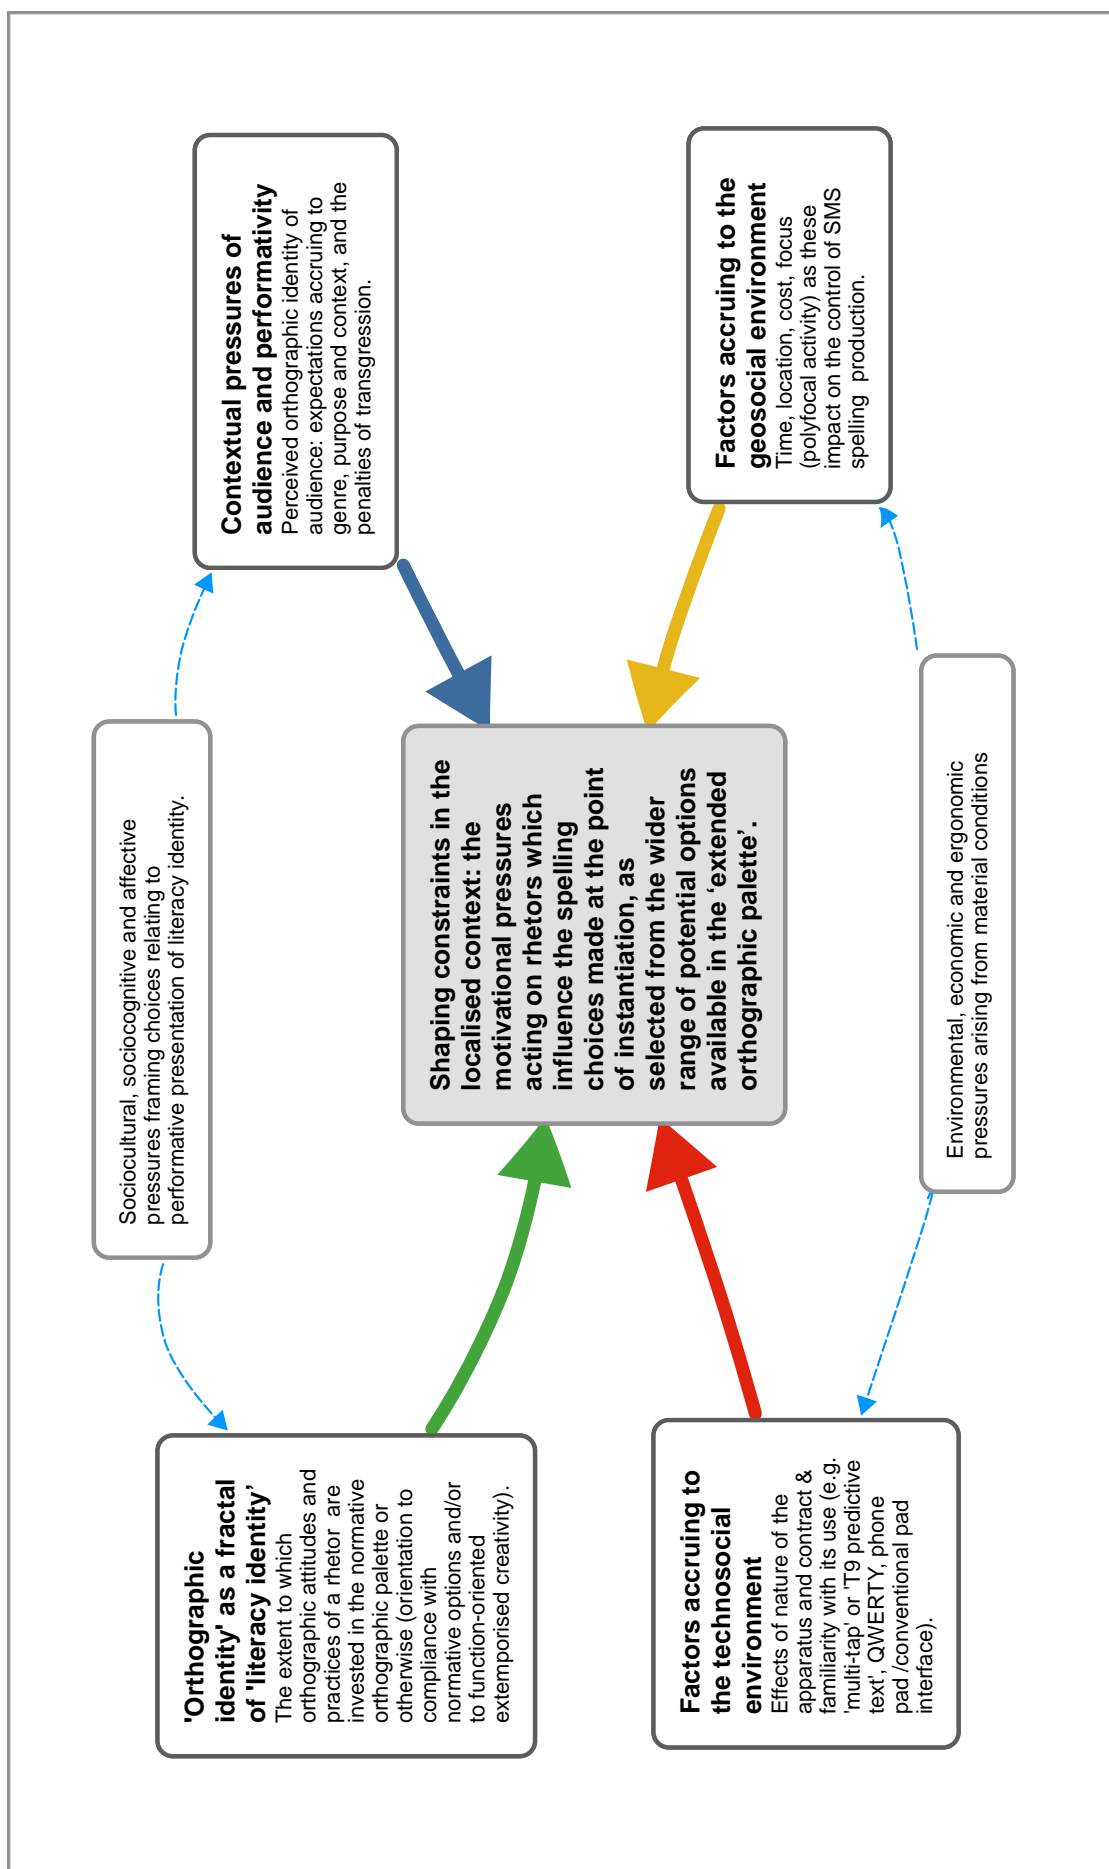 Sociocultural, sociocognitive and affective
pressures framing choices relating to
performative presentation of literacy identity.
'Orthographic
identity' as a fractal
of 'literacy identity’
The extent to which
orthographic attitudes and
practices of a rhetor are
invested in the normative
orthographic palette or
otherwise (orientation to
compliance with
normative options and/or
to function-oriented
extemporised creativity).
Contextual pressures of
audience and performativity
Perceived orthographic identity of
audience: expectations accruing to
genre, purpose and context, and the
penalties of transgression.
Shaping constraints in the
localised context: the
motivational pressures
acting on rhetors which
influence the spelling
choices made at the point
of instantiation, as
selected from the wider
range of potential options
available in the ‘extended
orthographic palette’.
Factors accruing to
the technosocial
environment
Effects of nature of the
apparatus and contract &
familiarity with its use (e.g.
'multi-tap' or 'T9 predictive
text', QWERTY, phone
pad /conventional pad
interface).
Factors accruing to the
geosocial environment
Time, location, cost, focus
(polyfocal activity) as these
impact on the control of SMS
spelling production.
Environmental, economic and ergonomic
pressures arising from material conditions